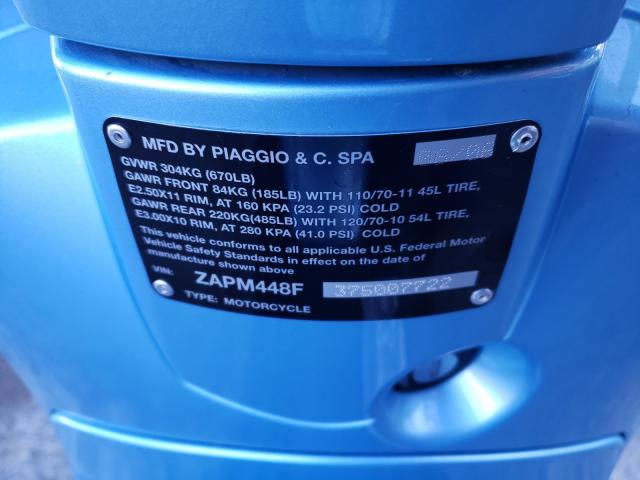 MFD BY PIAGGIO & C. SPA
GVWR 304KG (670LB)
GAWR FRONT 84KG (185LB) WITH 110/70-11 45L TIRE,
E2.50X11 RIM, AT 160 KPA (23.2 PSI) COLD
GAWR REAR 220KG(485LB) WITH 120/70-10 54L TIRE,
E3.00X10 RIM, AT 280 KPA (41.0 PSI) COLD
This vehicle conforms to all applicable U.S. Federal Motor
Vehicle Safety Standards in effect on the date of
manufacture shown above
VIN: ZAPM448F 375007722
TYPE: MOTORCYCLE